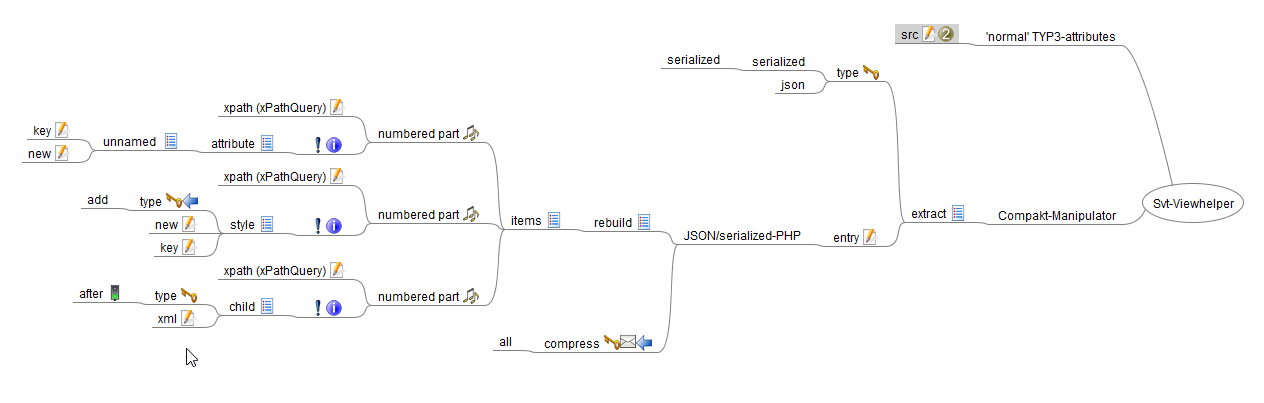 src 2
'normal' TYP3-attributes
serialized
serialized
type
json
xpath (xPathQuery)
key
numbered part
unnamed
attribute
new
xpath (xPathQuery)
add
type
Svt-Viewhelper
extract
Compakt-Manipulator
numbered part
new
style
items
rebuild
JSON/serialized-PHP
entry
key
xpath (xPathQuery)
after
type
numbered part
child
xml
all
compress